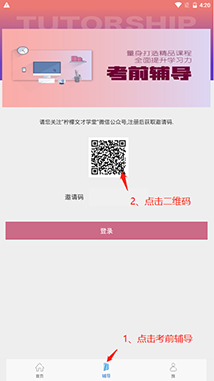 4:20
TUTORSHIP
量身打造精品课程
全面提升学习力
考前辅导
请您关注"柠檬文才学堂"微信公众号,注册后获取邀请码
2、点击二维码
邀请码
登录
1、点击考前辅导
首页
辅导
我